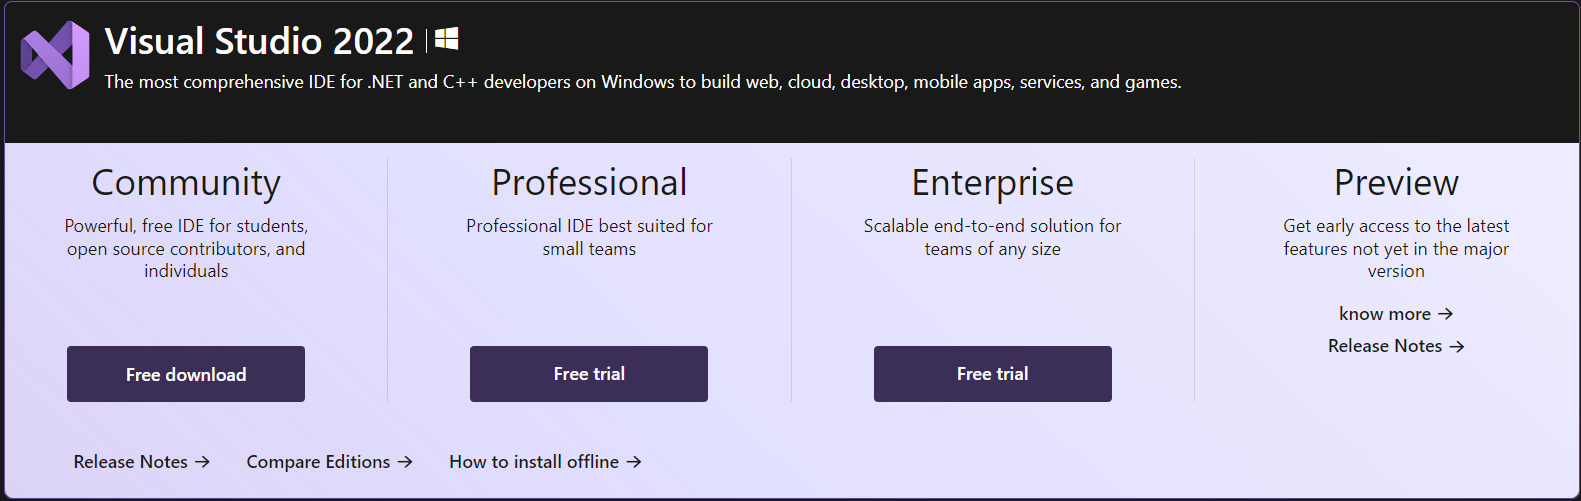 Visual Studio 2022
The most comprehensive IDE for .NET and C++ developers on Windows to build web, cloud, desktop, mobile apps, services, and games.
Community
Powerful, free IDE for students,
open source contributors, and
individuals
Free download
Professional
Professional IDE best suited for
small teams
Free trial
Enterprise
Scalable end-to-end solution for
teams of any size
Free trial
Preview
Get early access to the latest
features not yet in the major
version
know more →
Release Notes →
Release Notes → Compare Editions → How to install offline →